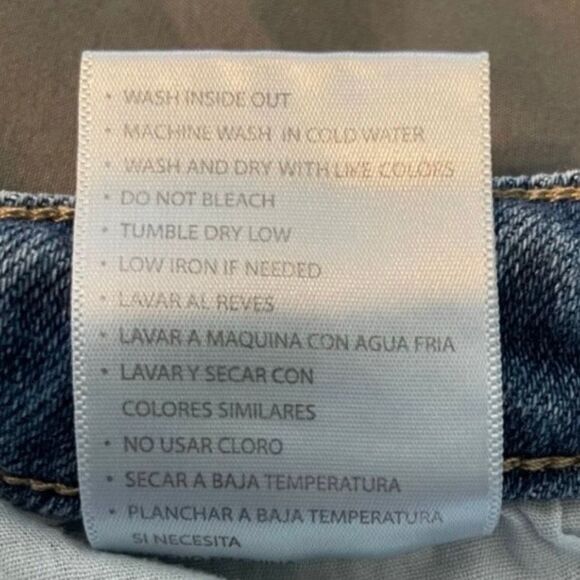 • WASH INSIDE OUT
• MACHINE WASH IN COLD WATER
• WASH AND DRY WITH LIKE COLORS
• DO NOT BLEACH
• TUMBLE DRY LOW
• LOW IRON IF NEEDED
• LAVAR AL REVES
• LAVAR A MAQUINA CON AGUA FRIA
• LAVAR Y SECAR CON
COLORES SIMILARES
• NO USAR CLORO
• SECAR A BAJA TEMPERATURA
• PLANCHAR A BAJA TEMPERATURA
SI NECESITA